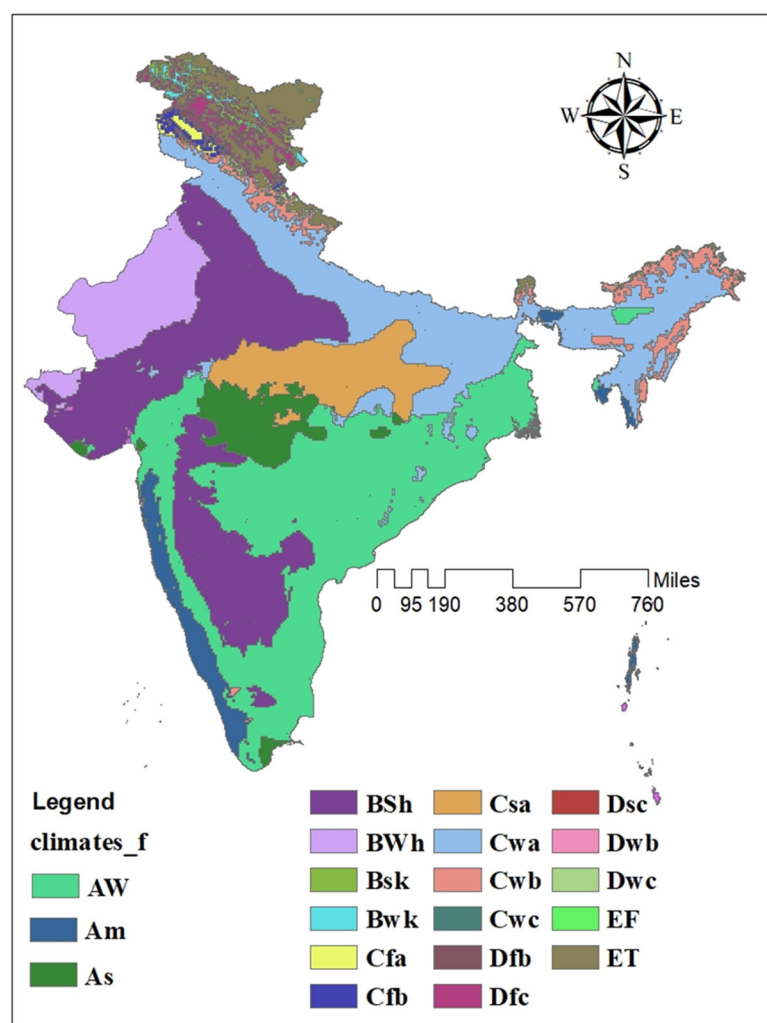 N
W E
S
Miles
0 95 190 380 570 760
Legend
climates_f
AW
Am
As
BSh
BWh
Bsk
Bwk
Cfa
Cfb
Csa
Cwa
Cwb
Cwc
Dfb
Dfc
Dsc
Dwb
Dwc
EF
ET